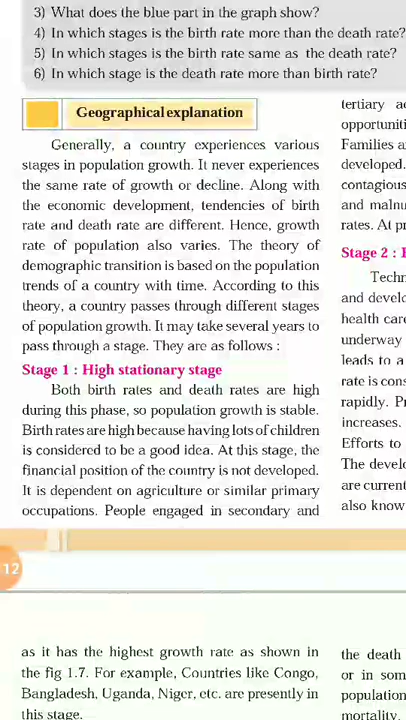 3) What does the blue part in the graph show?
4) In which stages is the birth rate more than the death rate?
5) In which stages is the birth rate same as the death rate?
6) In which stage is the death rate more than birth rate?
Geographical explanation
Generally, a country experiences various
stages in population growth. It never experiences
the same rate of growth or decline. Along with
the economic development, tendencies of birth
rate and death rate are different. Hence, growth
rate of population also varies. The theory of
demographic transition is based on the population
trends of a country with time. According to this
theory, a country passes through different stages
of population growth. It may take several years to
pass through a stage. They are as follows :
Stage 1 : High stationary stage
Both birth rates and death rates are high
during this phase, so population growth is stable.
Birth rates are high because having lots of children
is considered to be a good idea. At this stage, the
financial position of the country is not developed.
It is dependent on agriculture or similar primary
occupations. People engaged in secondary and
tertiary
Families
developed.
contagious
and
rates. At
Stage 2 :
and
health
underway
leads to a
rate is
rapidly.
increases.
Efforts to
The
are
also
12
as it has the highest growth rate as shown in
the fig 1.7. For example, Countries like Congo,
Bangladesh, Uganda, Niger, etc. are presently in
this stage.
the death
or in
population
mortality.